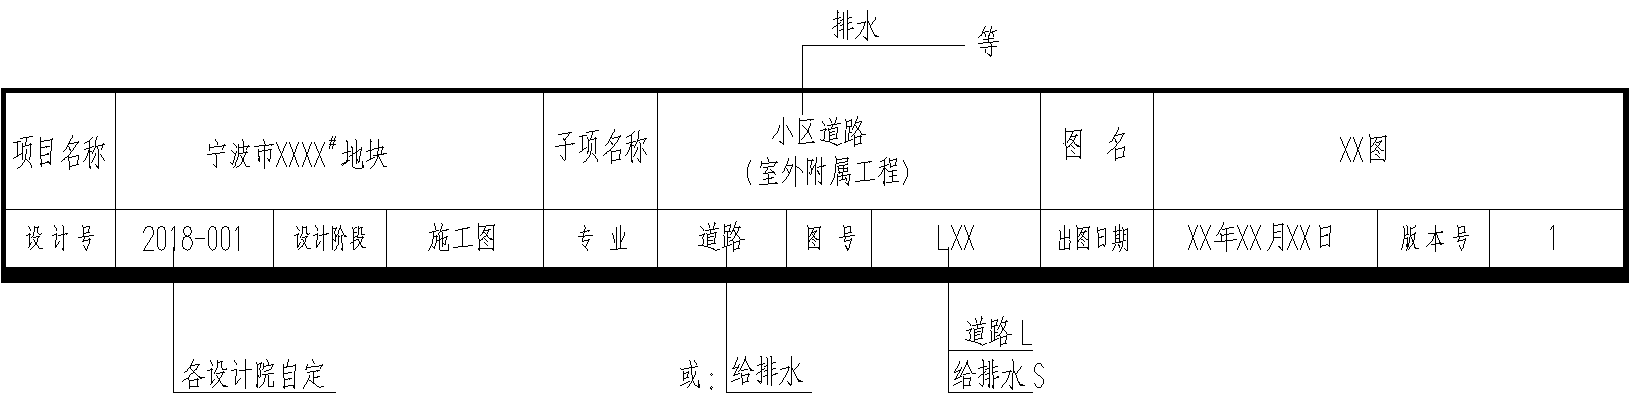 排水 等
项目名称 宁波市XXXX#地块 子项名称 小区道路 图 名 XX图
(室外附属工程)
设计号 2018-001 设计阶段 施工图 专 业 道路 图 号 LXX 出图日期 XX年XX月XX日 版本号 1
道路L
各设计院自定 或: 给排水 给排水S